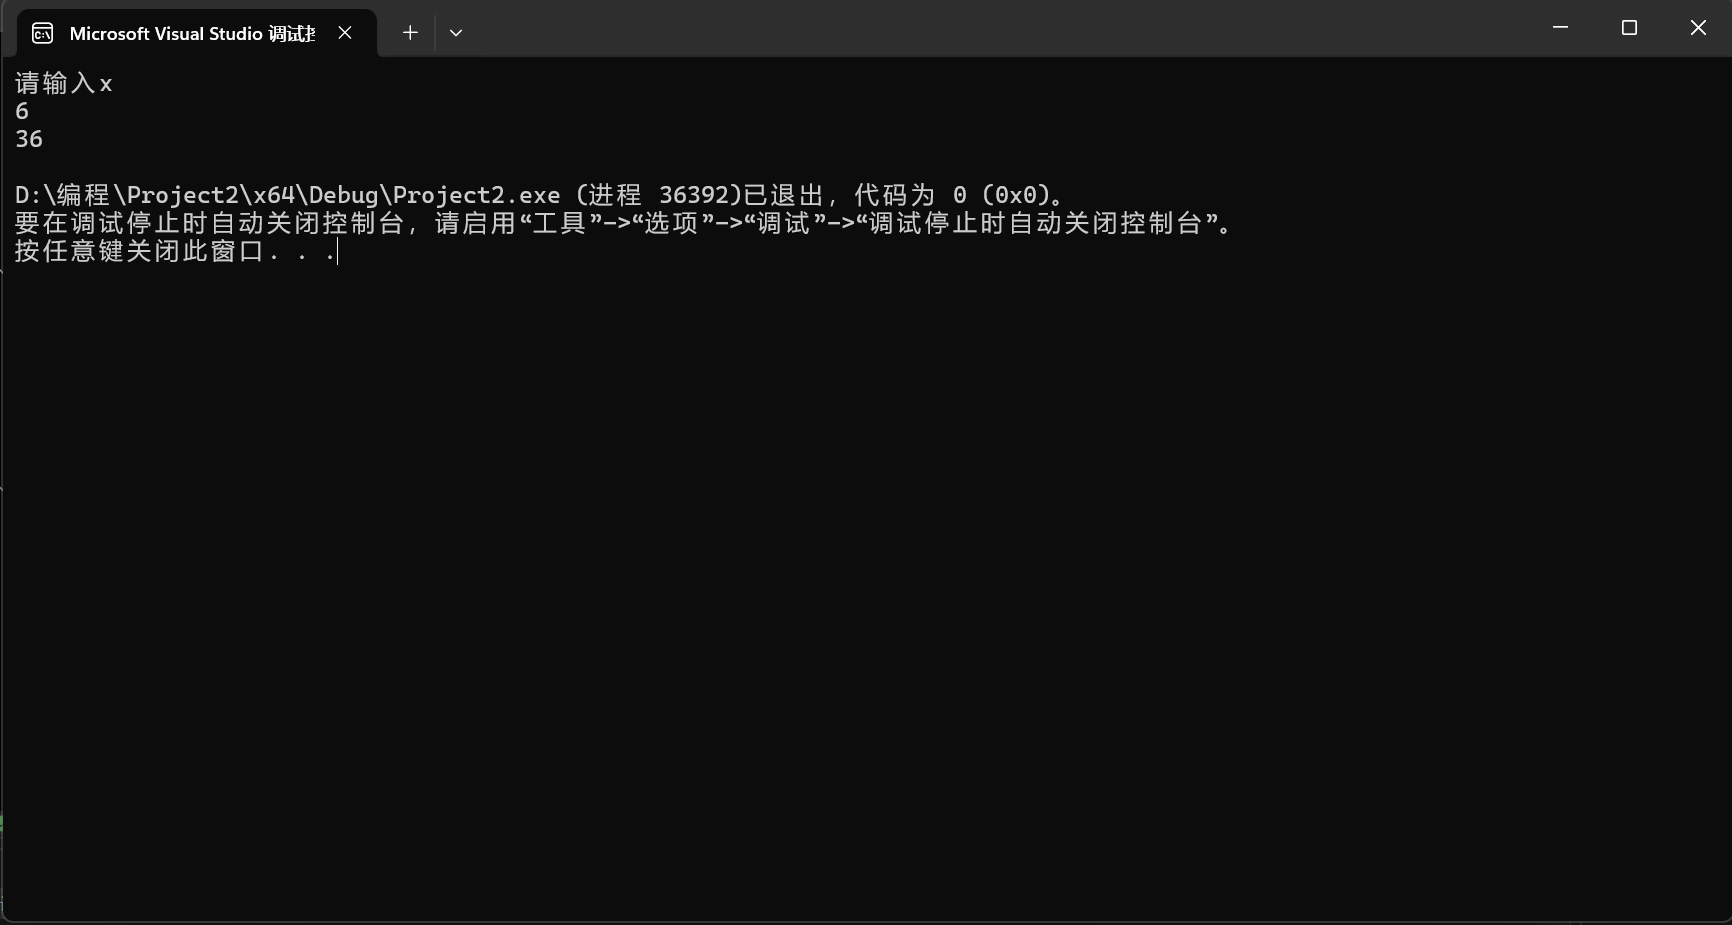 Microsoft Visual Studio 调试
请输入x
6
36
D:\编程\Project2\x64\Debug\Project2.exe (进程 36392)已退出，代码为 0 (0x0)。
要在调试停止时自动关闭控制台，请启用“工具”->“选项”->“调试”->“调试停止时自动关闭控制台”。
按任意键关闭此窗口. . .